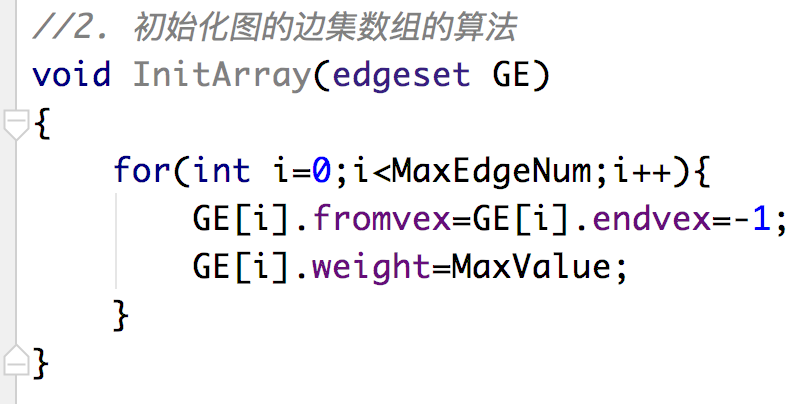 //2. 初始化图的边集数组的算法
void InitArray(edgeset GE)
{
    for(int i=0;i<MaxEdgeNum;i++){
        GE[i].fromvex=GE[i].endvex=-1;
        GE[i].weight=MaxValue;
    }
}